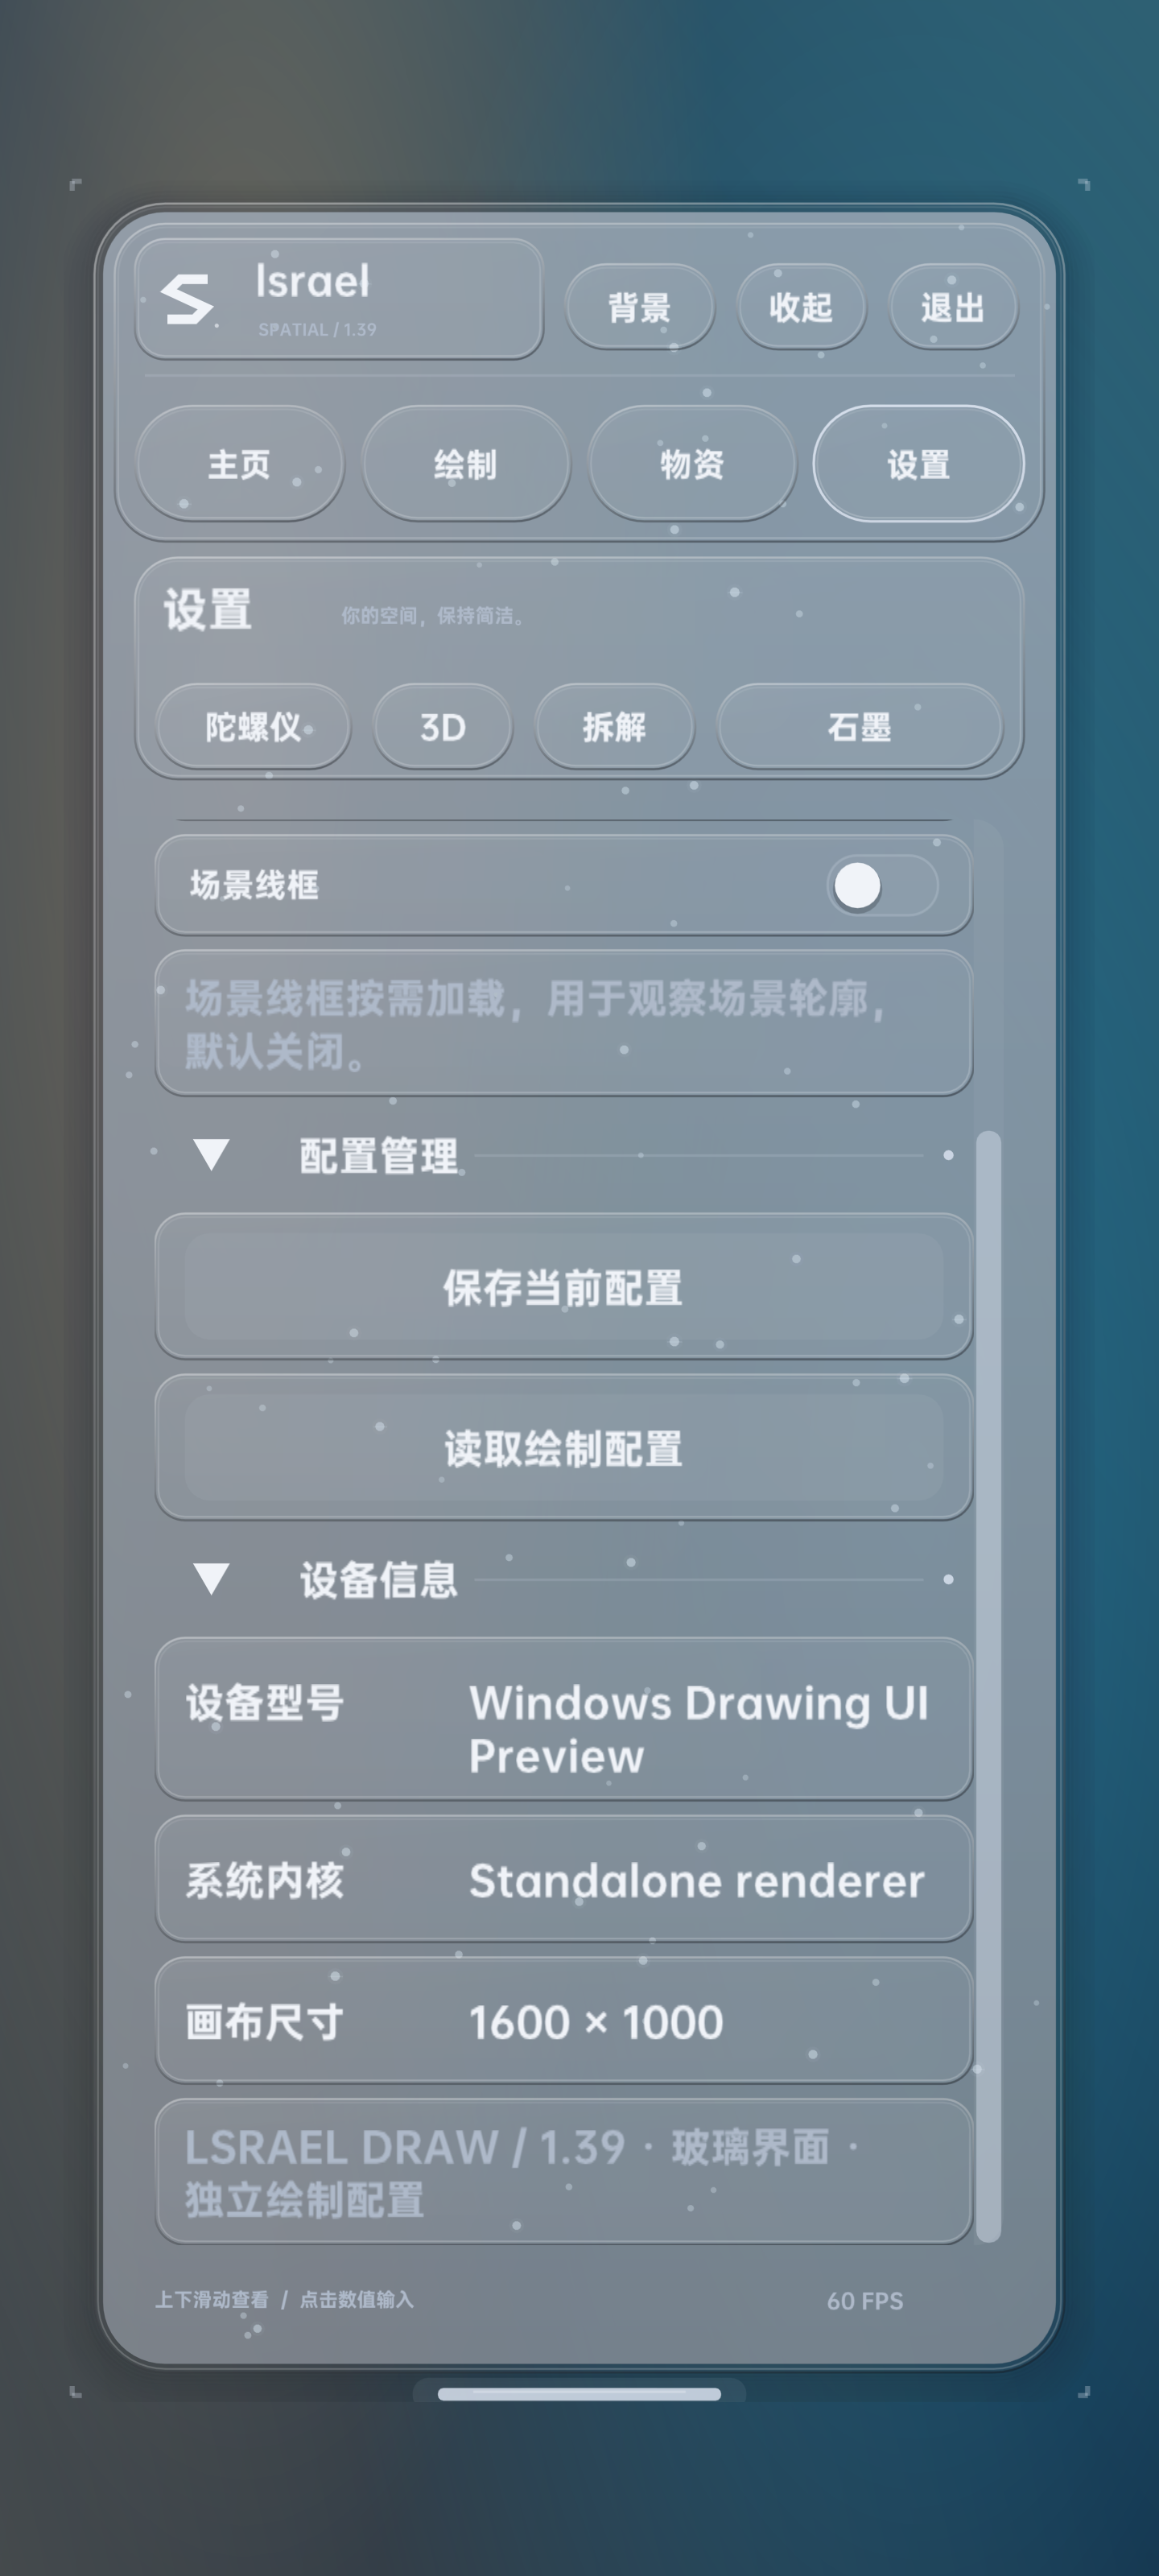 lsrael
SPATIAL / 1.39
背景
收起
退出
主页
绘制
物资
设置
设置
你的空间，保持简洁。
陀螺仪
3D
拆解
石墨
场景线框
场景线框按需加载，用于观察场景轮廓，
默认关闭。
配置管理
保存当前配置
读取绘制配置
设备信息
设备型号
Windows Drawing UI
Preview
系统内核
Standalone renderer
画布尺寸
1600 × 1000
LSRAEL DRAW / 1.39 · 玻璃界面 ·
独立绘制配置
上下滑动查看 / 点击数值输入
60 FPS